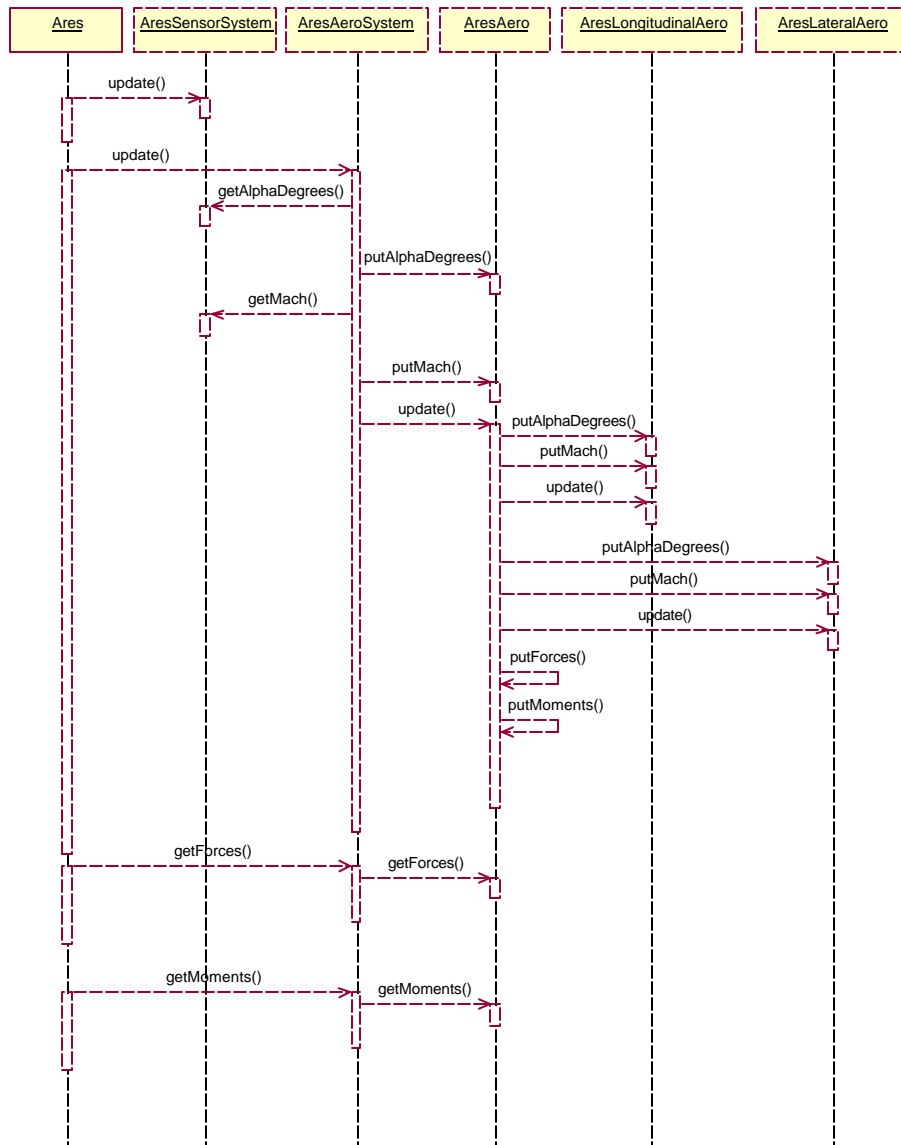 Ares
AresSensorSystem
AresAeroSystem
AresAero
AresLongitudinalAero
AresLateralAero
update()
update()
getAlphaDegrees()
putAlphaDegrees()
getMach()
putMach()
update()
putAlphaDegrees()
putMach()
update()
putAlphaDegrees()
putMach()
update()
putForces()
putMoments()
getForces()
getForces()
getMoments()
getMoments()